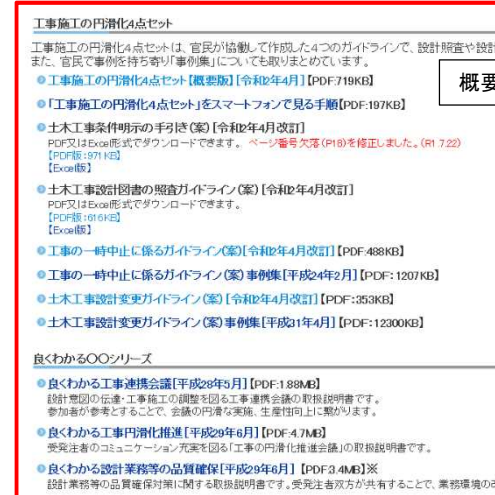 工事施工の円滑化4点セット
工事施工の円滑化4点セットは、官民が協働して作成した4つのガイドラインで、設計照査や設計
また、官民で事例を持ち寄り「事例集」についても取りまとめています。
概要
工事施工の円滑化4点セット【概要版】[令和2年4月]【PDF:719KB】
「工事施工の円滑化4点セット」をスマートフォンで見る手順【PDF:197KB】
土木工事条件明示の手引き(案)[令和2年4月改訂]
PDF又はExcel形式でダウンロードできます。 ページ番号欠落(P18)を修正しました。(R1.7.22)
【PDF版:971KB】
【Excel版】
土木工事設計図書の照査ガイドライン(案)[令和2年4月改訂]
PDF又はExcel形式でダウンロードできます。
【PDF版:616KB】
【Excel版】
工事の一時中止に係るガイドライン(案)[令和2年4月改訂]【PDF:488KB】
工事の一時中止に係るガイドライン(案)事例集[平成24年2月]【PDF:1207KB】
土木工事設計変更ガイドライン(案)[令和2年4月改訂]【PDF:353KB】
土木工事設計変更ガイドライン(案)事例集[平成31年4月]【PDF:12300KB】
良くわかる〇〇シリーズ
良くわかる工事連携会議[平成28年5月]【PDF:1.88MB】
設計意図の伝達・工事施工の調整を図る工事連携会議の取扱説明書です。
参加者が参考とすることで、会議の円滑な実施、生産性向上に繋がります。
良くわかる工事円滑化推進[平成29年6月]【PDF:4.7MB】
受発注者のコミュニケーション充実を図る「工事の円滑化推進会議」の取扱説明書です。
良くわかる設計業務等の品質確保[平成29年6月] 【PDF:3.4MB】※
設計業務等の品質確保対策に関する取扱説明書です。受発注者双方が共有することで、業務環境の